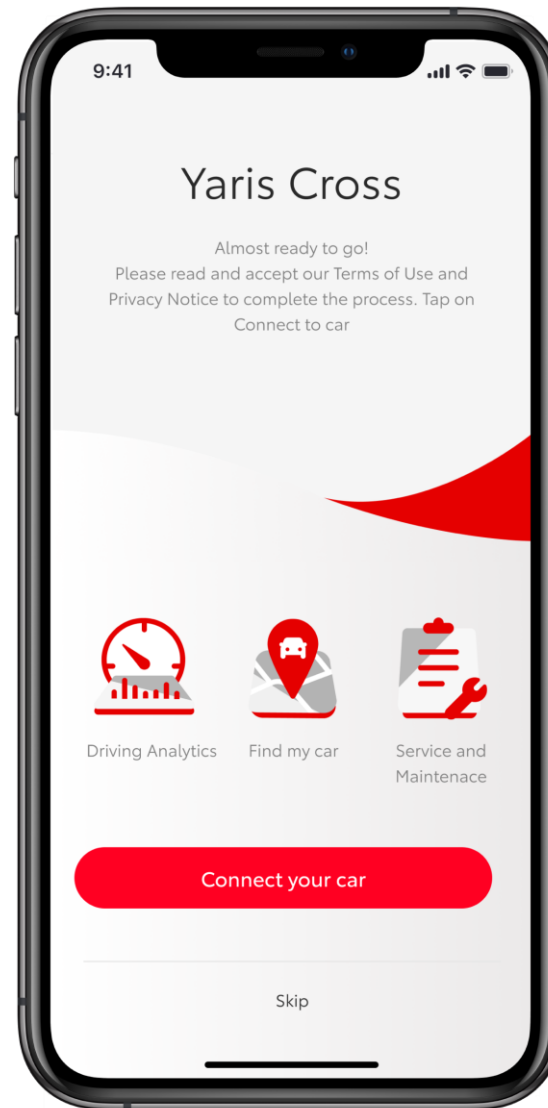 9:41
Yaris Cross
Almost ready to go!
Please read and accept our Terms of Use and
Privacy Notice to complete the process. Tap on
Connect to car
Driving Analytics
Find my car
Service and
Maintenace
Connect your car
Skip